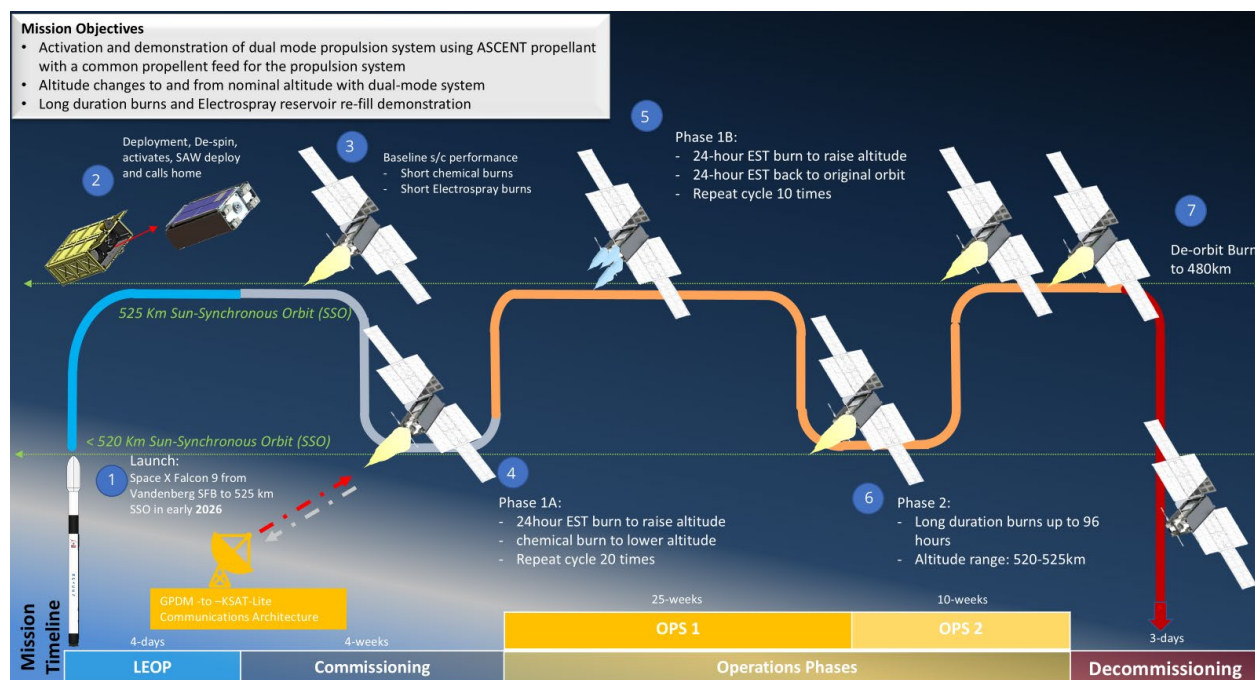 Mission Objectives
• Activation and demonstration of dual mode propulsion system using ASCENT propellant
with a common propellent feed for the propulsion system
• Altitude changes to and from nominal altitude with dual-mode system
• Long duration burns and Electrospray reservoir re-fill demonstration
2
Deployment, De-spin,
activates, SAW deploy
and calls home
3
Baseline s/c performance
- Short chemical burns
- Short Electrospray burns
5
Phase 1B:
- 24-hour EST burn to raise altitude
- 24-hour EST back to original orbit
- Repeat cycle 10 times
7
De-orbit Burn
to 480km
525 Km Sun-Synchronous Orbit (SSO)
< 520 Km Sun-Synchronous Orbit (SSO)
1
Launch:
Space X Falcon 9 from
Vandenberg SFB to 525 km
SSO in early 2026
4
Phase 1A:
- 24hour EST burn to raise altitude
- chemical burn to lower altitude
- Repeat cycle 20 times
6
Phase 2:
- Long duration burns up to 96
hours
- Altitude range: 520-525km
GPDM -to –KSAT-Lite
Communications Architecture
Mission
Timeline
4-days
4-weeks
25-weeks
10-weeks
3-days
OPS 1
OPS 2
LEOP
Commissioning
Operations Phases
Decommissioning